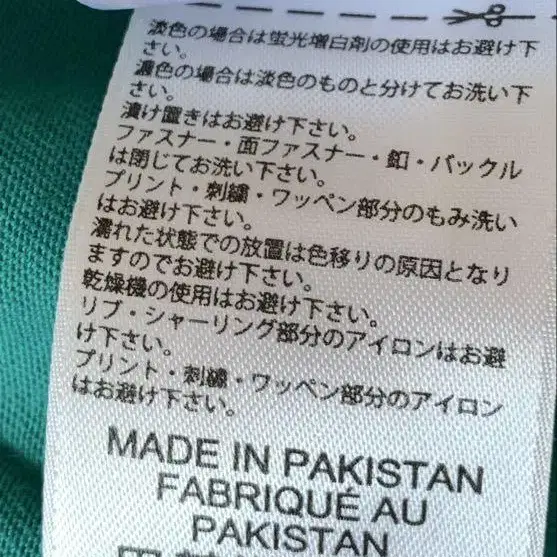 淡色の場合は蛍光増白剤の使用はお避け下
さい。
濃色の場合は淡色のものと分けてお洗い下
さい。
漬け置きはお避け下さい。
ファスナー・面ファスナー・釦・バックル
は閉じてお洗い下さい。
プリント・刺繍・ワッペン部分のもみ洗い
はお避け下さい。
濡れた状態での放置は色移りの原因となり
ますのでお避け下さい。
乾燥機の使用はお避け下さい。
リブ・シャーリング部分のアイロンはお避
け下さい。
プリント・刺繍・ワッペン部分のアイロン
はお避け下さい。
MADE IN PAKISTAN
FABRIQUÉ AU
PAKISTAN